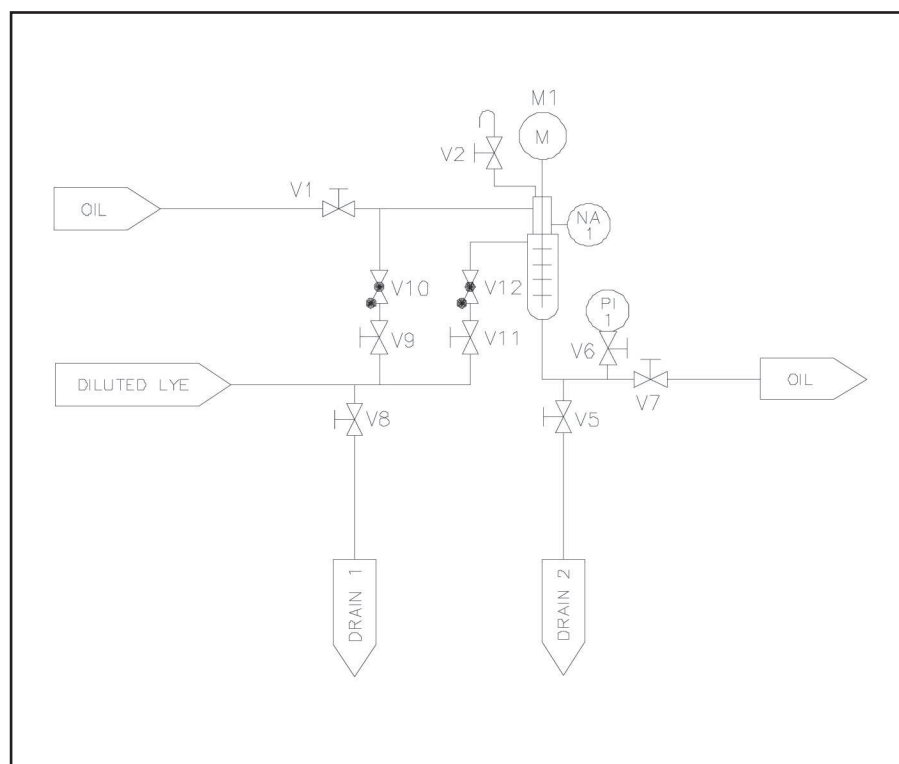 M1
M
V2
V1
OIL
NA
1
V10
V12
PI
1
V9
V11
V6
DILUTED LYE
OIL
V7
V8
V5
DRAIN 1
DRAIN 2